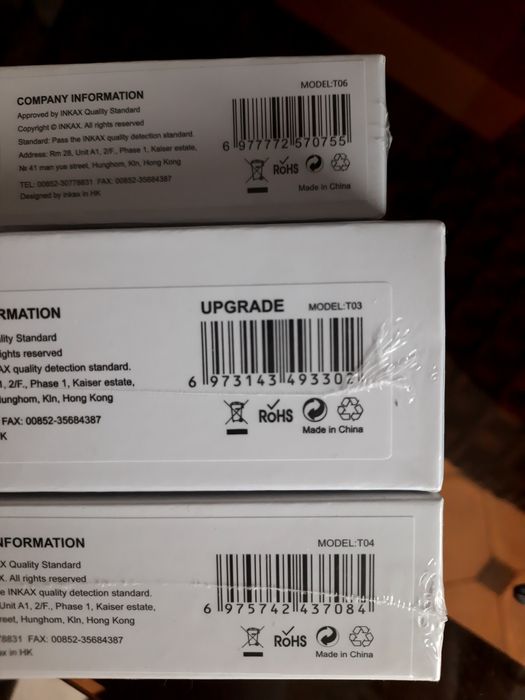 COMPANY INFORMATION
Approved by INKAX Quality Standard
Copyright © INKAX. All rights reserved
Standard: Pass the INKAX quality detection standard.
Address: Rm 28, Unit A1, 2/F., Phase 1, Kaiser estate,
№ 41 man yue street, Hunghom, Kln, Hong Kong
TEL: 00852-30778831 FAX: 00852-35684387
Designed by inkax in HK
MODEL:T06
6 977772 570755
RoHS
Made in China
RMATION
lity Standard
ights reserved
AX quality detection standard.
1, 2/F., Phase 1, Kaiser estate,
Hunghom, Kln, Hong Kong
FAX: 00852-35684387
K
UPGRADE MODEL:T03
6 973143 493302
RoHS
Made in China
NFORMATION
X Quality Standard
X. All rights reserved
e INKAX quality detection standard.
Unit A1, 2/F., Phase 1, Kaiser estate,
reet, Hunghom, Kln, Hong Kong
78831 FAX: 00852-35684387
ax in HK
MODEL:T04
6 975742 437084
RoHS
Made in China